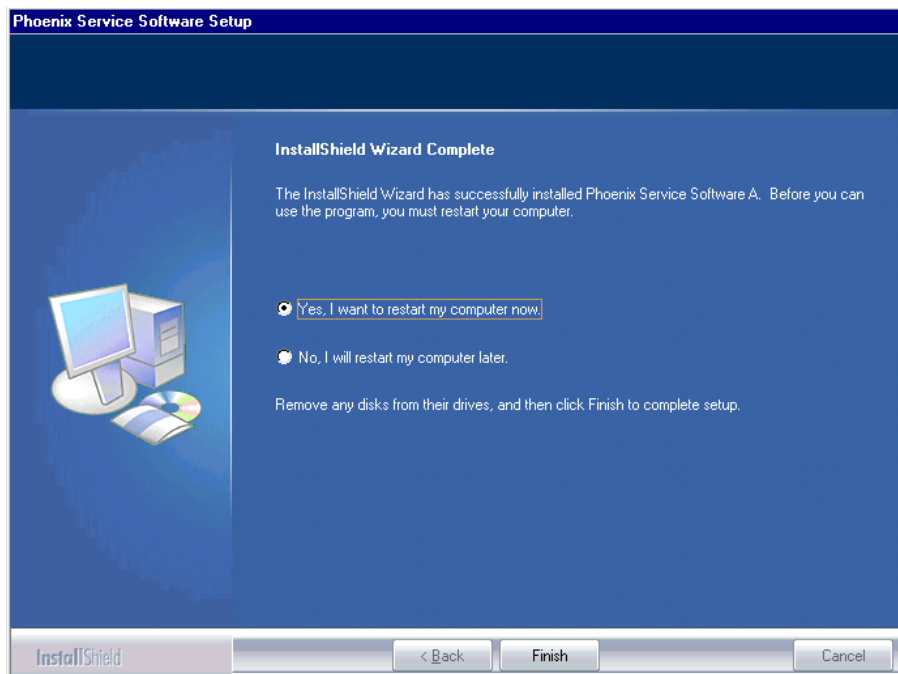 Phoenix Service Software Setup
InstallShield Wizard Complete
The InstallShield Wizard has successfully installed Phoenix Service Software A. Before you can
use the program, you must restart your computer.
Yes, I want to restart my computer now.
No, I will restart my computer later.
Remove any disks from their drives, and then click Finish to complete setup.
InstallShield
< Back
Finish
Cancel